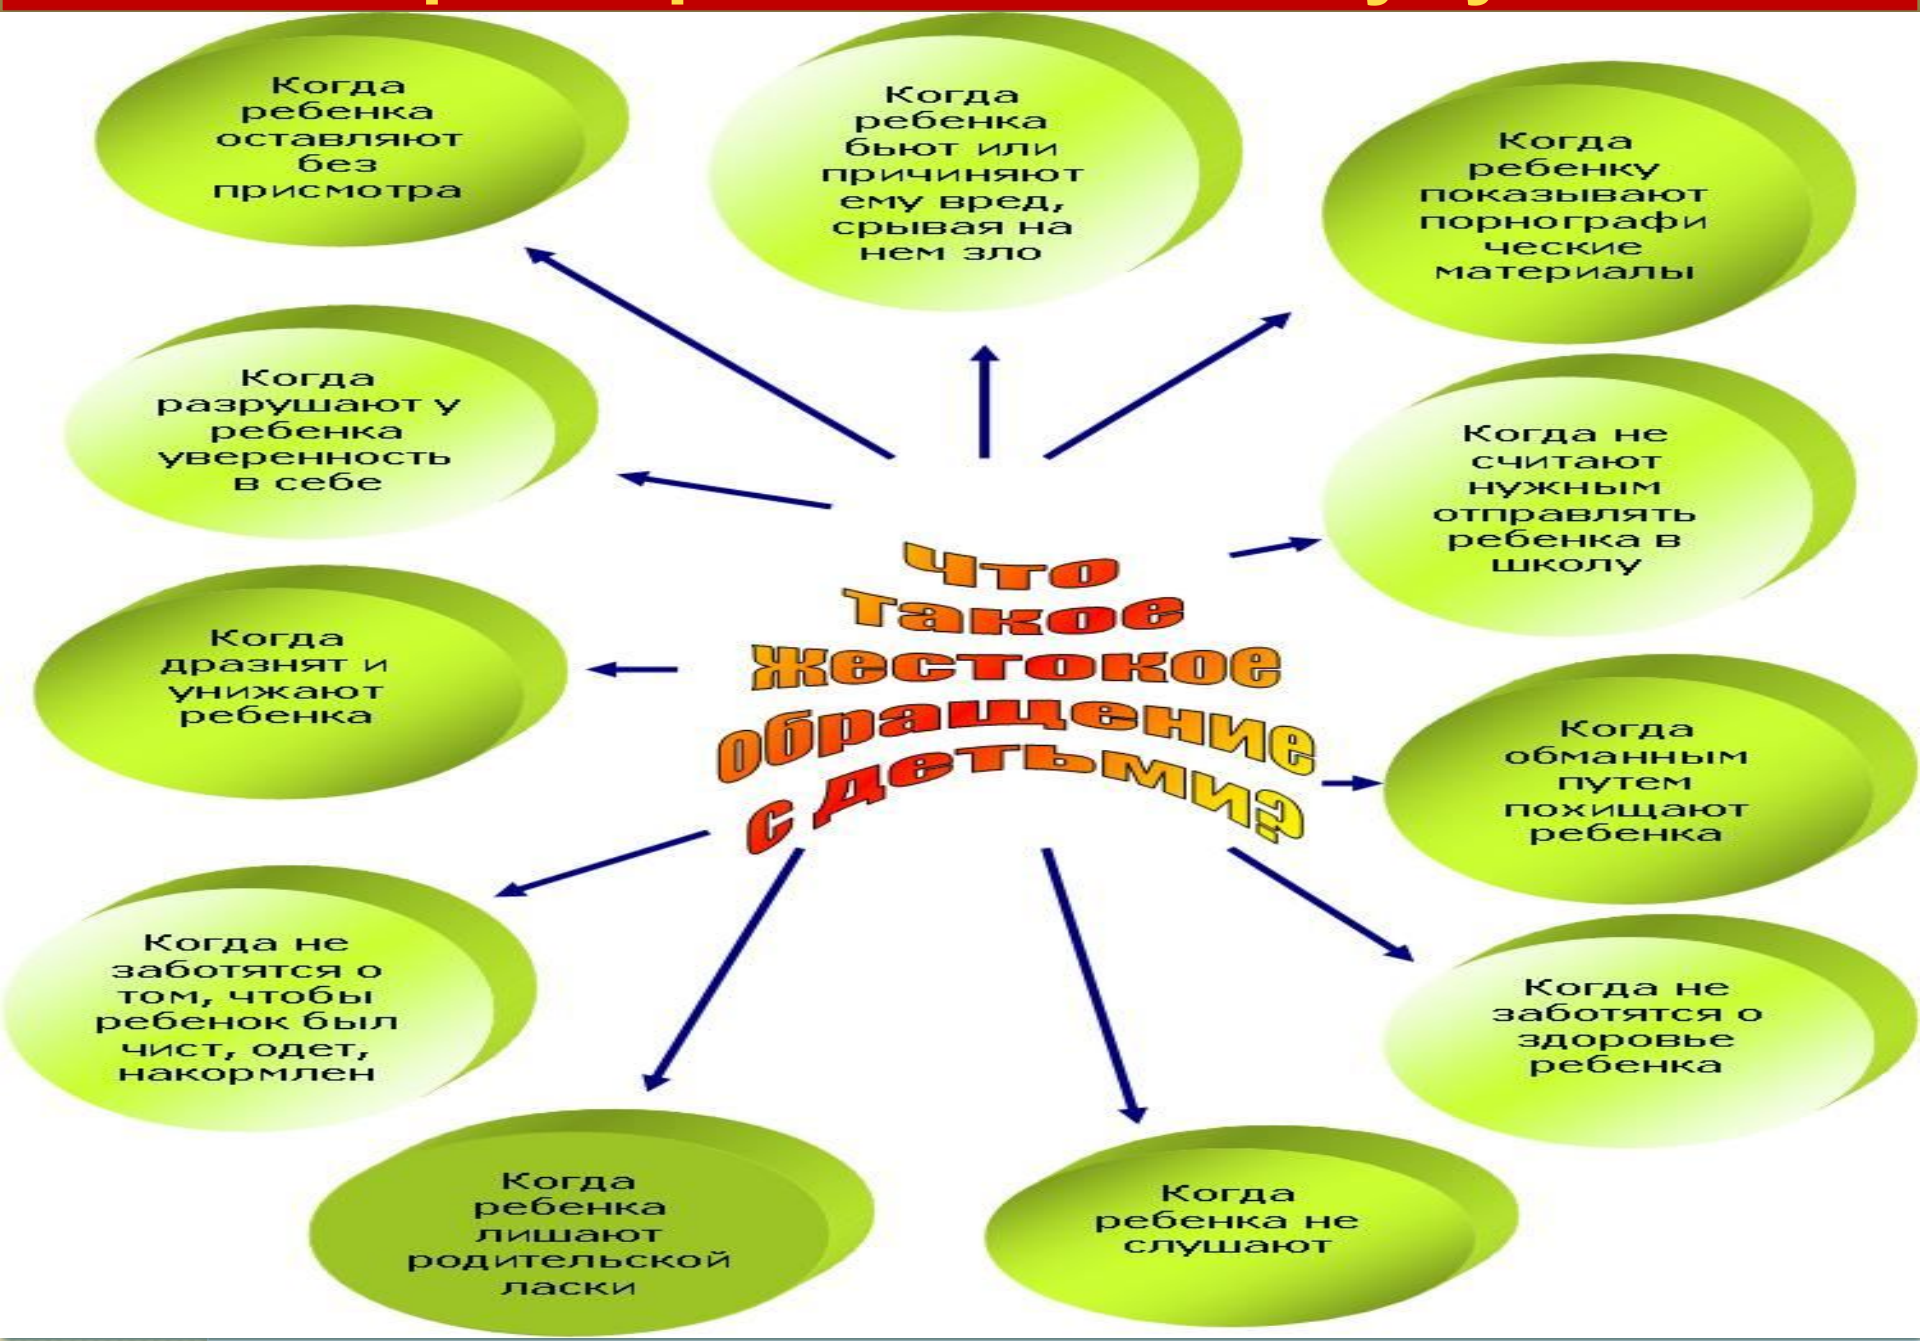 Когда
ребенка
оставляют
без
присмотра
Когда
ребенка
бьют или
причиняют
ему вред,
срывая на
нем зло
Когда
ребенку
показывают
порнографи
ческие
материалы
Когда
разрушают у
ребенка
уверенность
в себе
Когда не
считают
нужным
отправлять
ребенка в
школу
Что
такое
жестокое
обращение
с детьми?
Когда
дразнят и
унижают
ребенка
Когда
обманным
путем
похищают
ребенка
Когда не
заботятся о
том, чтобы
ребенок был
чист, одет,
накормлен
Когда не
заботятся о
здоровье
ребенка
Когда
ребенка
лишают
родительской
ласки
Когда
ребенка не
слушают